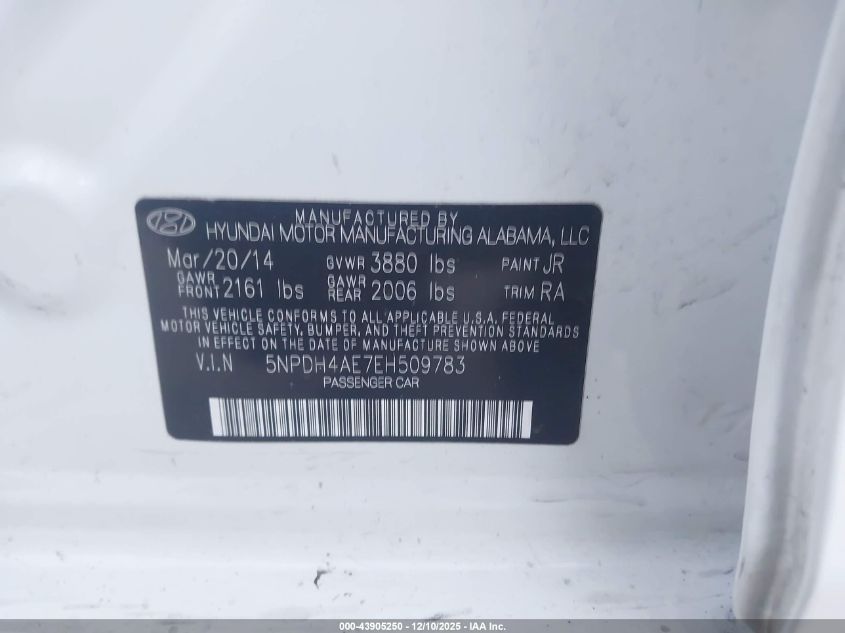 MANUFACTURED BY
HYUNDAI MOTOR MANUFACTURING ALABAMA, LLC
Mar/20/14 GVWR 3880 lbs PAINT JR
GAWR FRONT 2161 lbs GAWR REAR 2006 lbs TRIM RA
THIS VEHICLE CONFORMS TO ALL APPLICABLE U.S.A. FEDERAL
MOTOR VEHICLE SAFETY, BUMPER, AND THEFT PREVENTION STANDARDS
IN EFFECT ON THE DATE OF MANUFACTURE SHOWN ABOVE
V.I.N 5NPDH4AE7EH509783
PASSENGER CAR
000-43905250 - 12/10/2025 - IAA Inc.